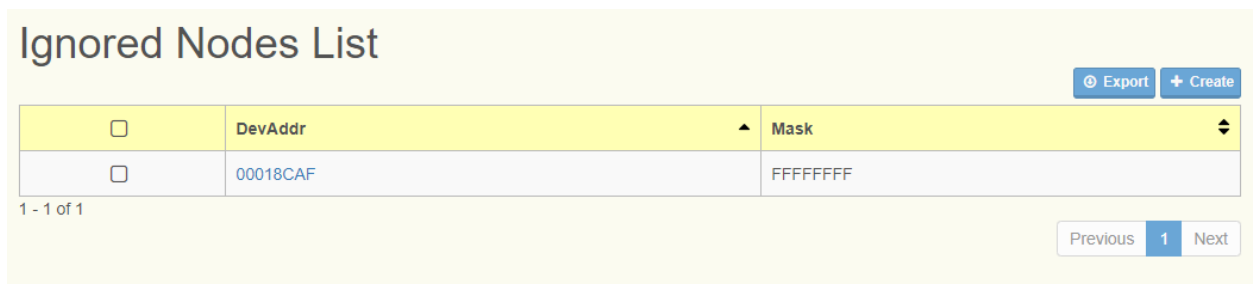 Ignored Nodes List
Export + Create
DevAddr Mask
00018CAF FFFFFFFF
1 - 1 of 1
Previous 1 Next